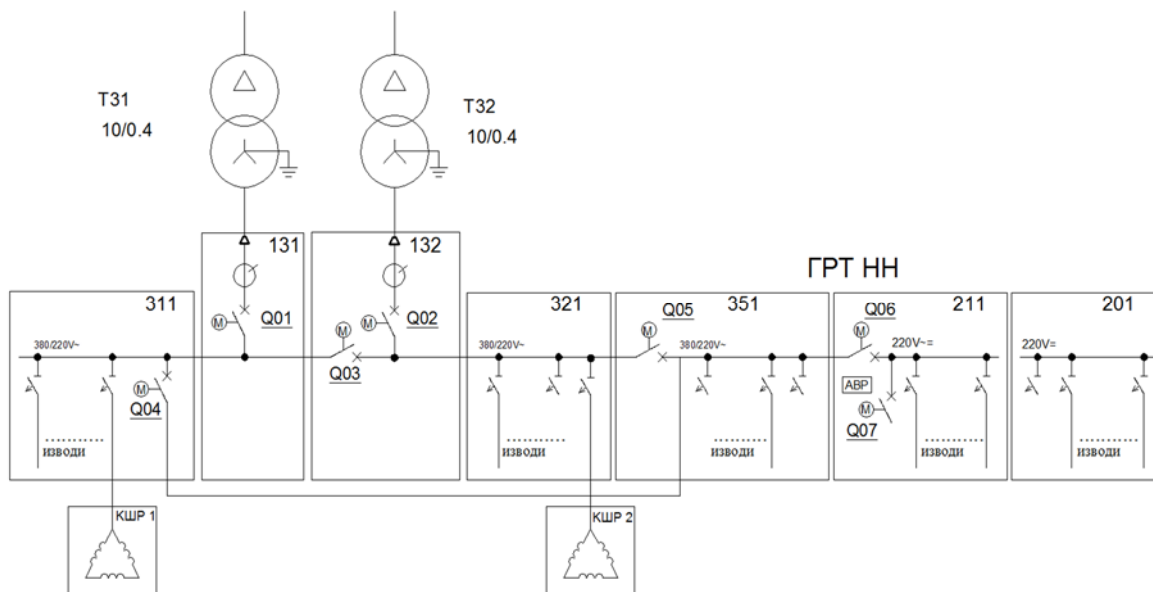 T31
10/0.4
T32
10/0.4
ГРТ НН
131
132
311
321
351
211
201
M
Q01
M
Q02
M
Q03
M
Q04
M
Q05
M
Q06
M
Q07
АВР
380/220V~
380/220V~
380/220V~
220V~=
220V=
изводи
изводи
изводи
изводи
изводи
КШР 1
КШР 2